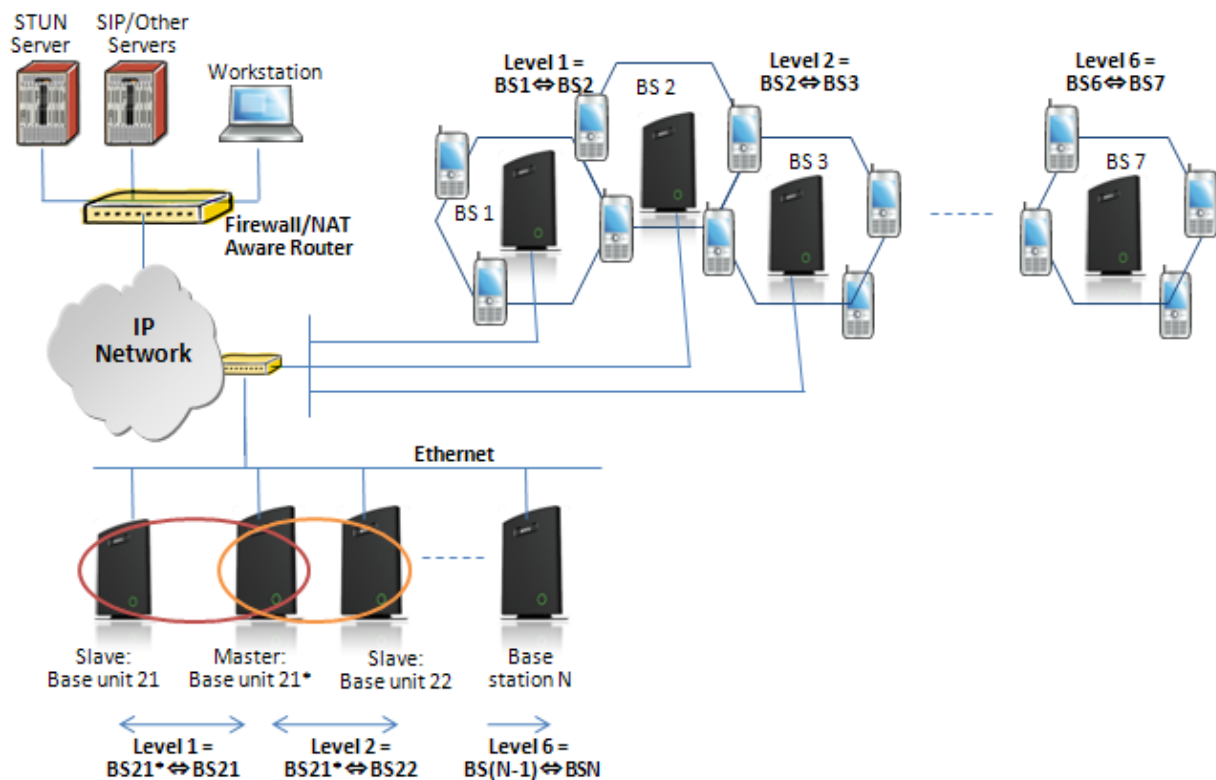 STUN
Server
SIP/Other
Servers
Workstation
Firewall/NAT
Aware Router
IP
Network
Level 1 =
BS1⇔BS2
BS 2
Level 2 =
BS2⇔BS3
Level 6 =
BS6⇔BS7
BS 1
BS 3
BS 7
Ethernet
Slave:
Base unit 21
Master:
Base unit 21*
Slave:
Base unit 22
Base
station N
Level 1 =
BS21*⇔BS21
Level 2 =
BS21*⇔BS22
Level 6 =
BS(N-1)⇔BSN